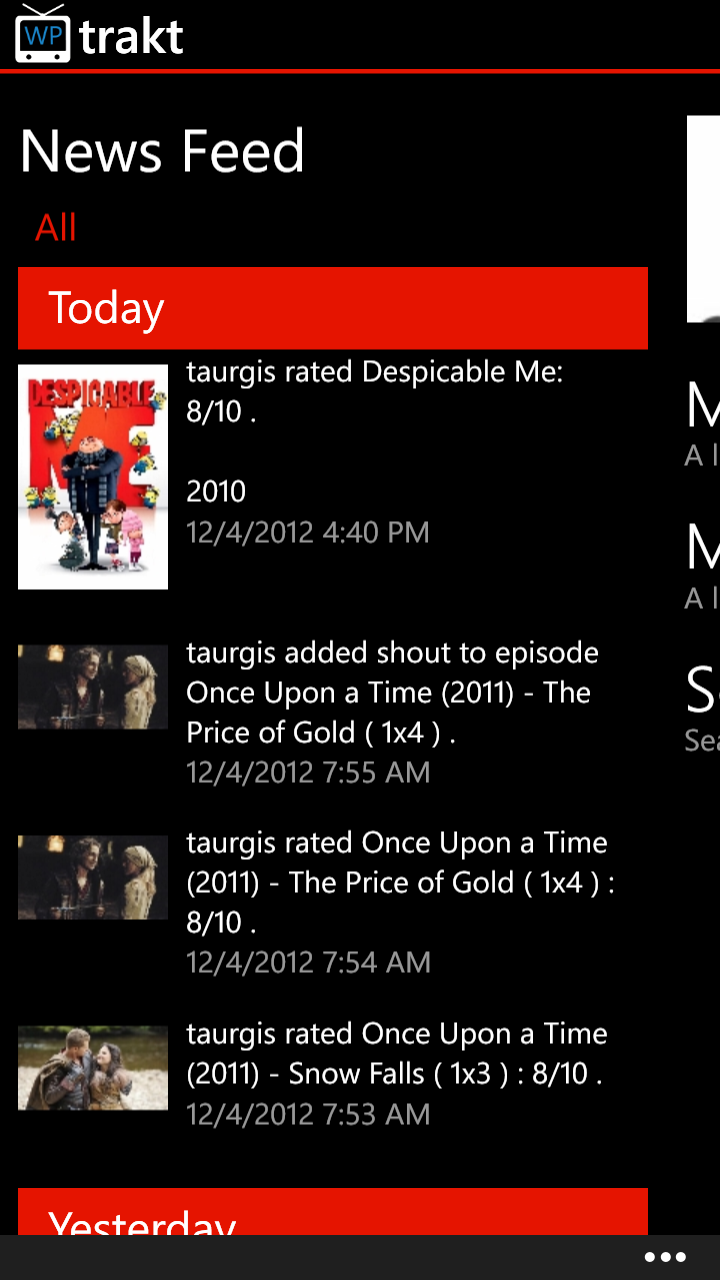 WP trakt
News Feed
All
Today
DESPICABLE
ME
taurgis rated Despicable Me:
8/10 .
2010
12/4/2012 4:40 PM
taurgis added shout to episode
Once Upon a Time (2011) - The
Price of Gold ( 1x4 ) .
12/4/2012 7:55 AM
taurgis rated Once Upon a Time
(2011) - The Price of Gold ( 1x4 ) :
8/10 .
12/4/2012 7:54 AM
taurgis rated Once Upon a Time
(2011) - Snow Falls ( 1x3 ) : 8/10 .
12/4/2012 7:53 AM
Yesterday
M
A l
M
A l
S
Sea